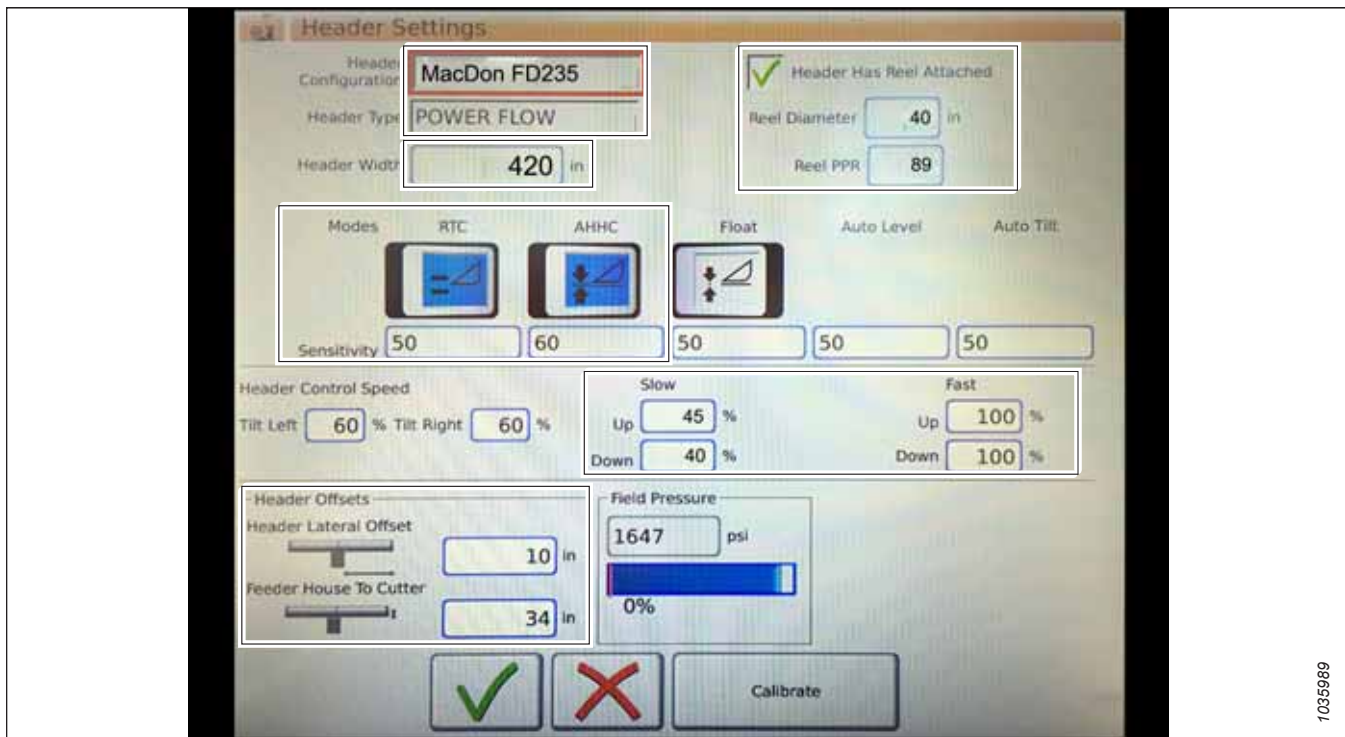 Header Settings
Header
Configuration
MacDon FD235
Header Has Reel Attached
Header Type
POWER FLOW
Reel Diameter
40
in
Header Width
420
in
Reel PPR
89
Modes
RTC
AHHC
Float
Auto Level
Auto Tilt
Sensitivity
50
60
50
50
50
Header Control Speed
Slow
Fast
Tilt Left
60
%
Tilt Right
60
%
Up
45
%
Up
100
%
Down
40
%
Down
100
%
Header Offsets
Field Pressure
Header Lateral Offset
1647
psi
10
in
Feeder House To Cutter
0%
34
in
Calibrate
1035989